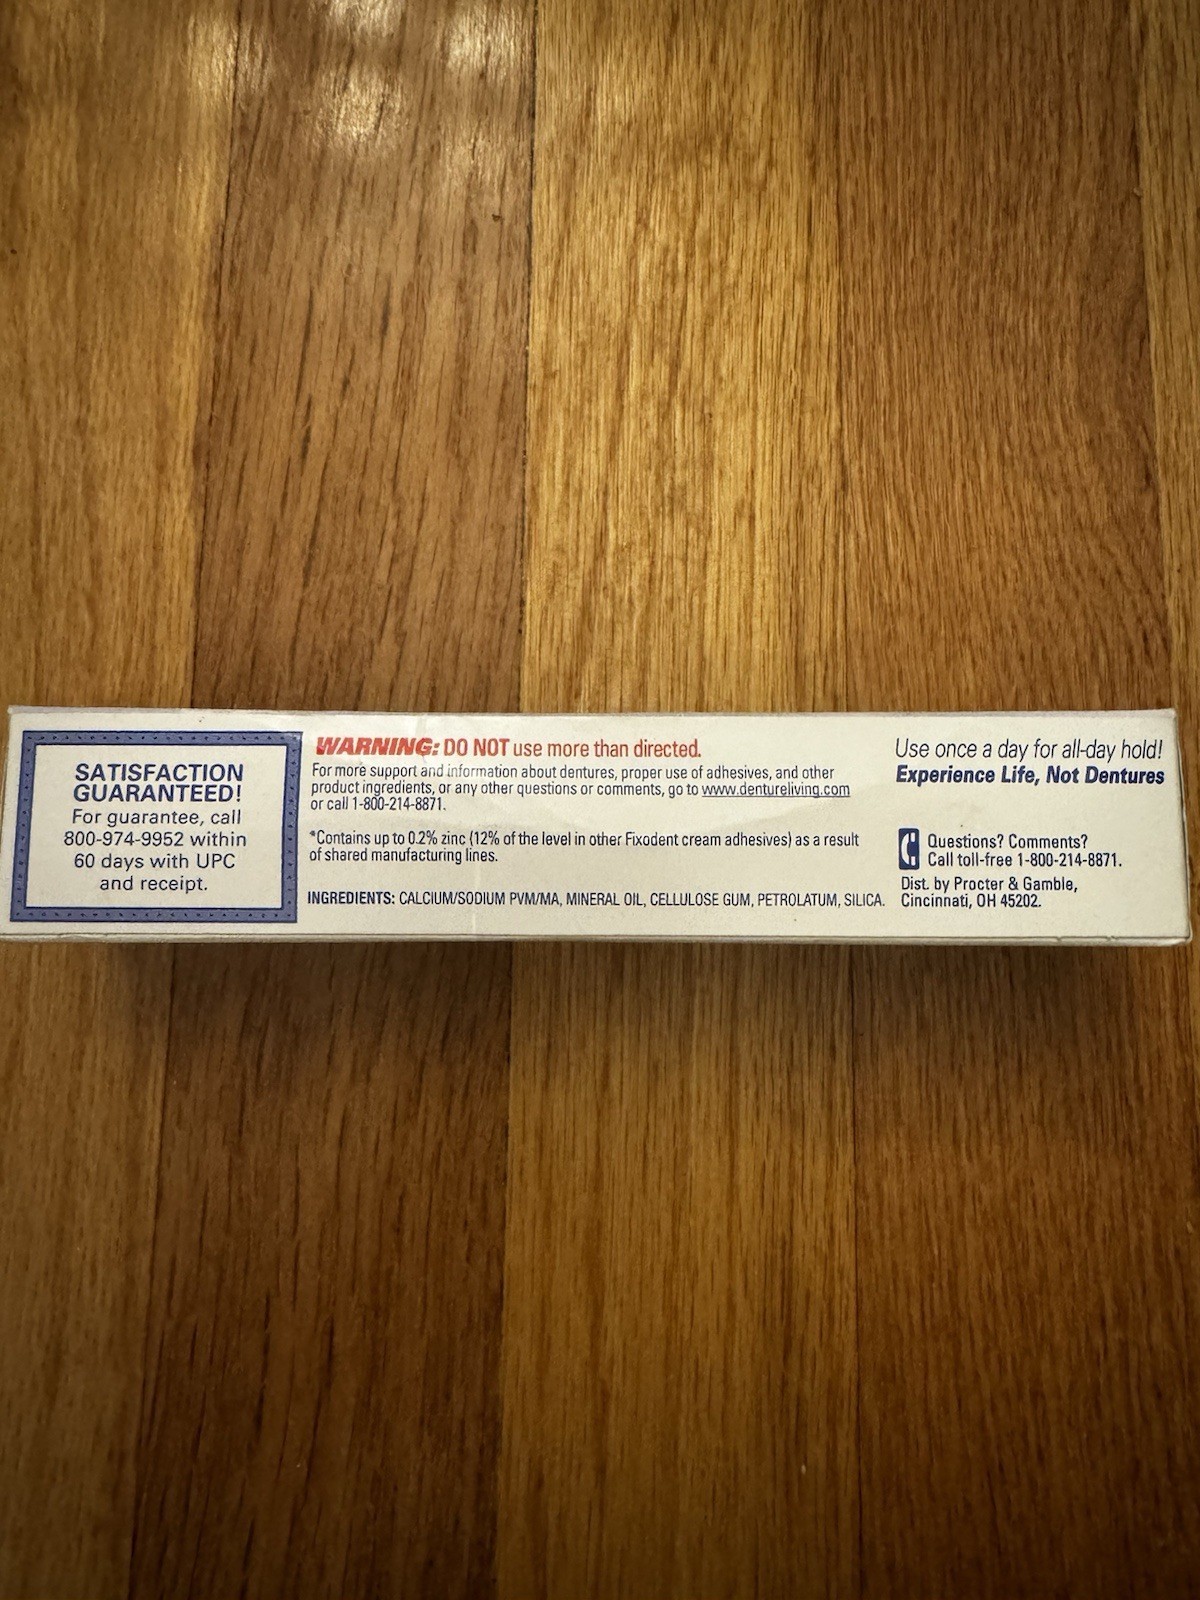 SATISFACTION
GUARANTEED!
For guarantee, call
800-974-9952 within
60 days with UPC
and receipt.
WARNING: DO NOT use more than directed.
For more support and information about dentures, proper use of adhesives, and other
product ingredients, or any other questions or comments, go to www.dentureliving.com
or call 1-800-214-8871.
*Contains up to 0.2% zinc (12% of the level in other Fixodent cream adhesives) as a result
of shared manufacturing lines.
INGREDIENTS: CALCIUM/SODIUM PVM/MA, MINERAL OIL, CELLULOSE GUM, PETROLATUM, SILICA.
Use once a day for all-day hold!
Experience Life, Not Dentures
Questions? Comments?
Call toll-free 1-800-214-8871.
Dist. by Procter & Gamble,
Cincinnati, OH 45202.